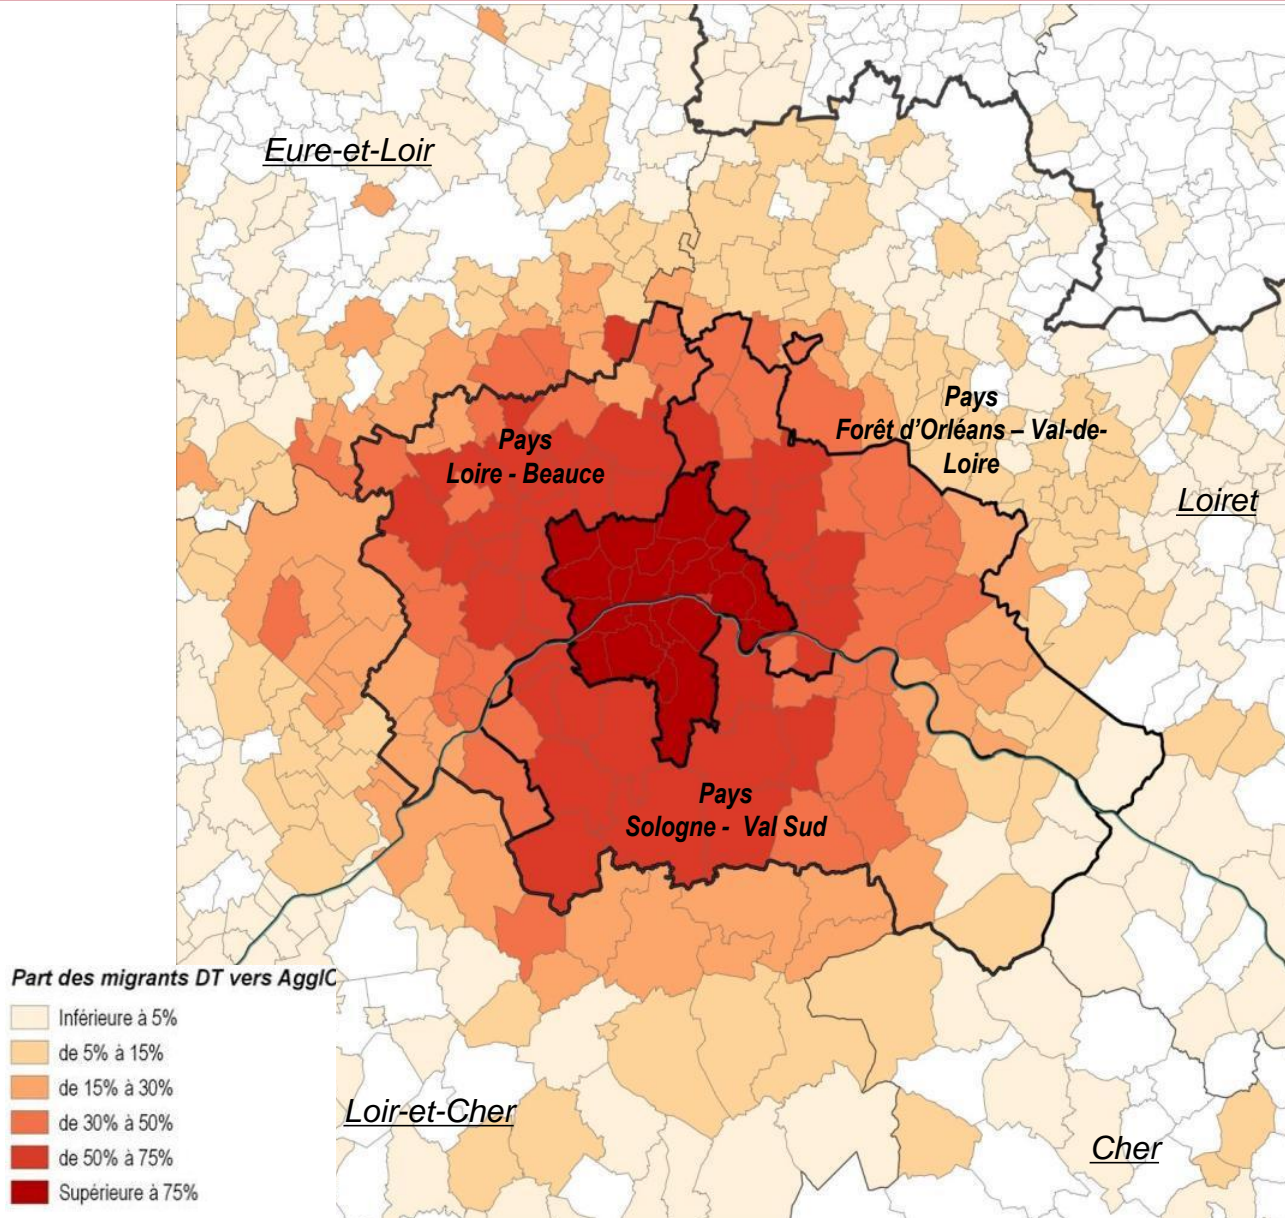 Eure-et-Loir
Pays
Forêt d'Orléans – Val-de-
Loire
Pays
Loire - Beauce
Loiret
Pays
Sologne - Val Sud
Part des migrants DT vers AgglO
Inférieure à 5%
de 5% à 15%
de 15% à 30%
de 30% à 50%
de 50% à 75%
Supérieure à 75%
Loir-et-Cher
Cher